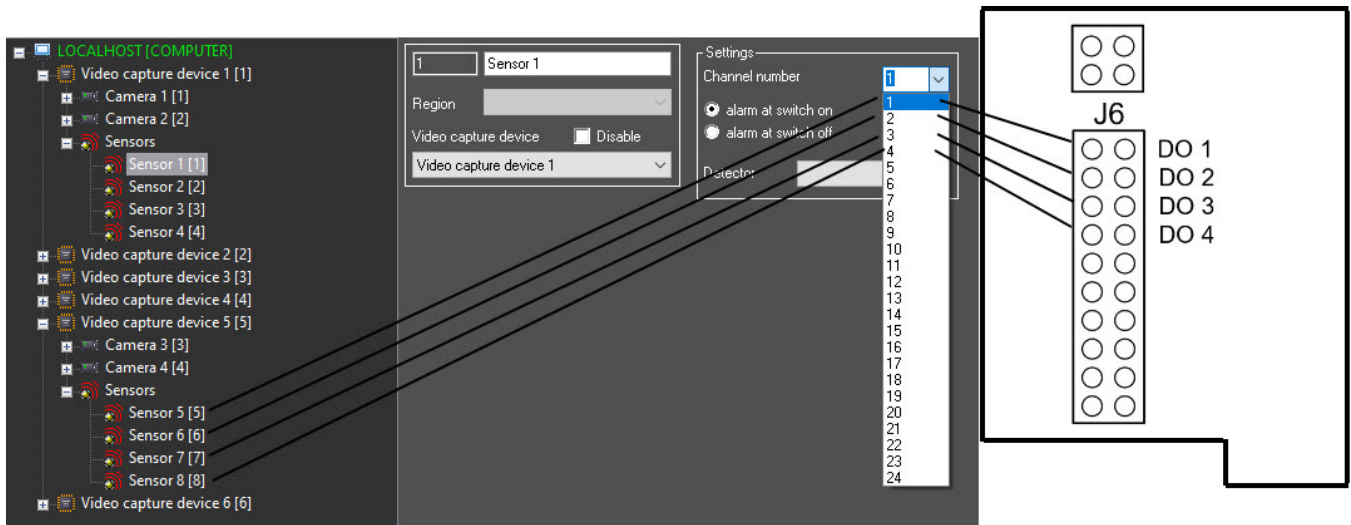 LOCALHOST [COMPUTER]
Video capture device 1 [1]
Camera 1 [1]
Camera 2 [2]
Sensors
Sensor 1 [1]
Sensor 2 [2]
Sensor 3 [3]
Sensor 4 [4]
Video capture device 2 [2]
Video capture device 3 [3]
Video capture device 4 [4]
Video capture device 5 [5]
Camera 3 [3]
Camera 4 [4]
Sensors
Sensor 5 [5]
Sensor 6 [6]
Sensor 7 [7]
Sensor 8 [8]
Video capture device 6 [6]
1 Sensor 1
Region
Video capture device Disable
Video capture device 1
Settings
Channel number 1
alarm at switch on
alarm at switch off
Detector
1
2
3
4
5
6
7
8
9
10
11
12
13
14
15
16
17
18
19
20
21
22
23
24
J6
DO 1
DO 2
DO 3
DO 4